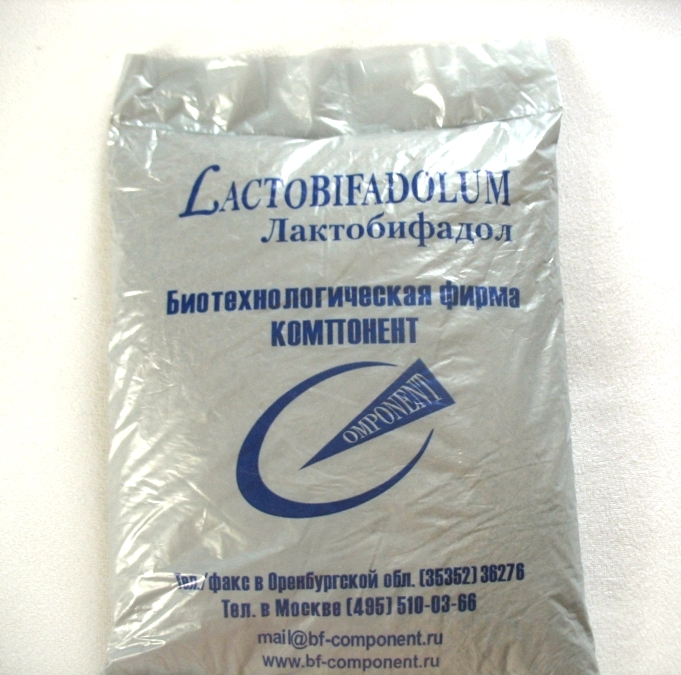 LACTOBIFADOLUM
Лактобифадол
Биотехнологическая фирма
КОМПОНЕНТ
COMPONENT
Тел./факс в Оренбургской обл. (35352) 36276
Тел. в Москве (495) 510-03-66
mail@bf-component.ru
www.bf-component.ru